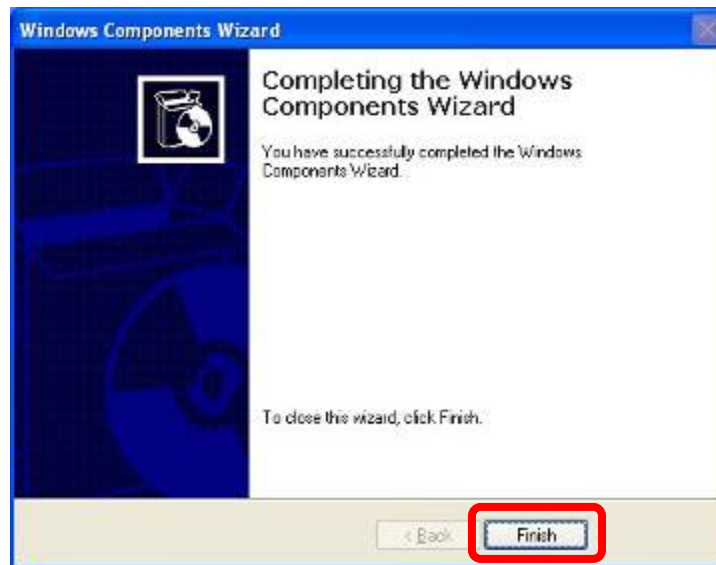 Windows Components Wizard
Completing the Windows
Components Wizard
You have successfully completed the Windows
Components Wizard.
To close this wizard, click Finish.
< Back
Finish